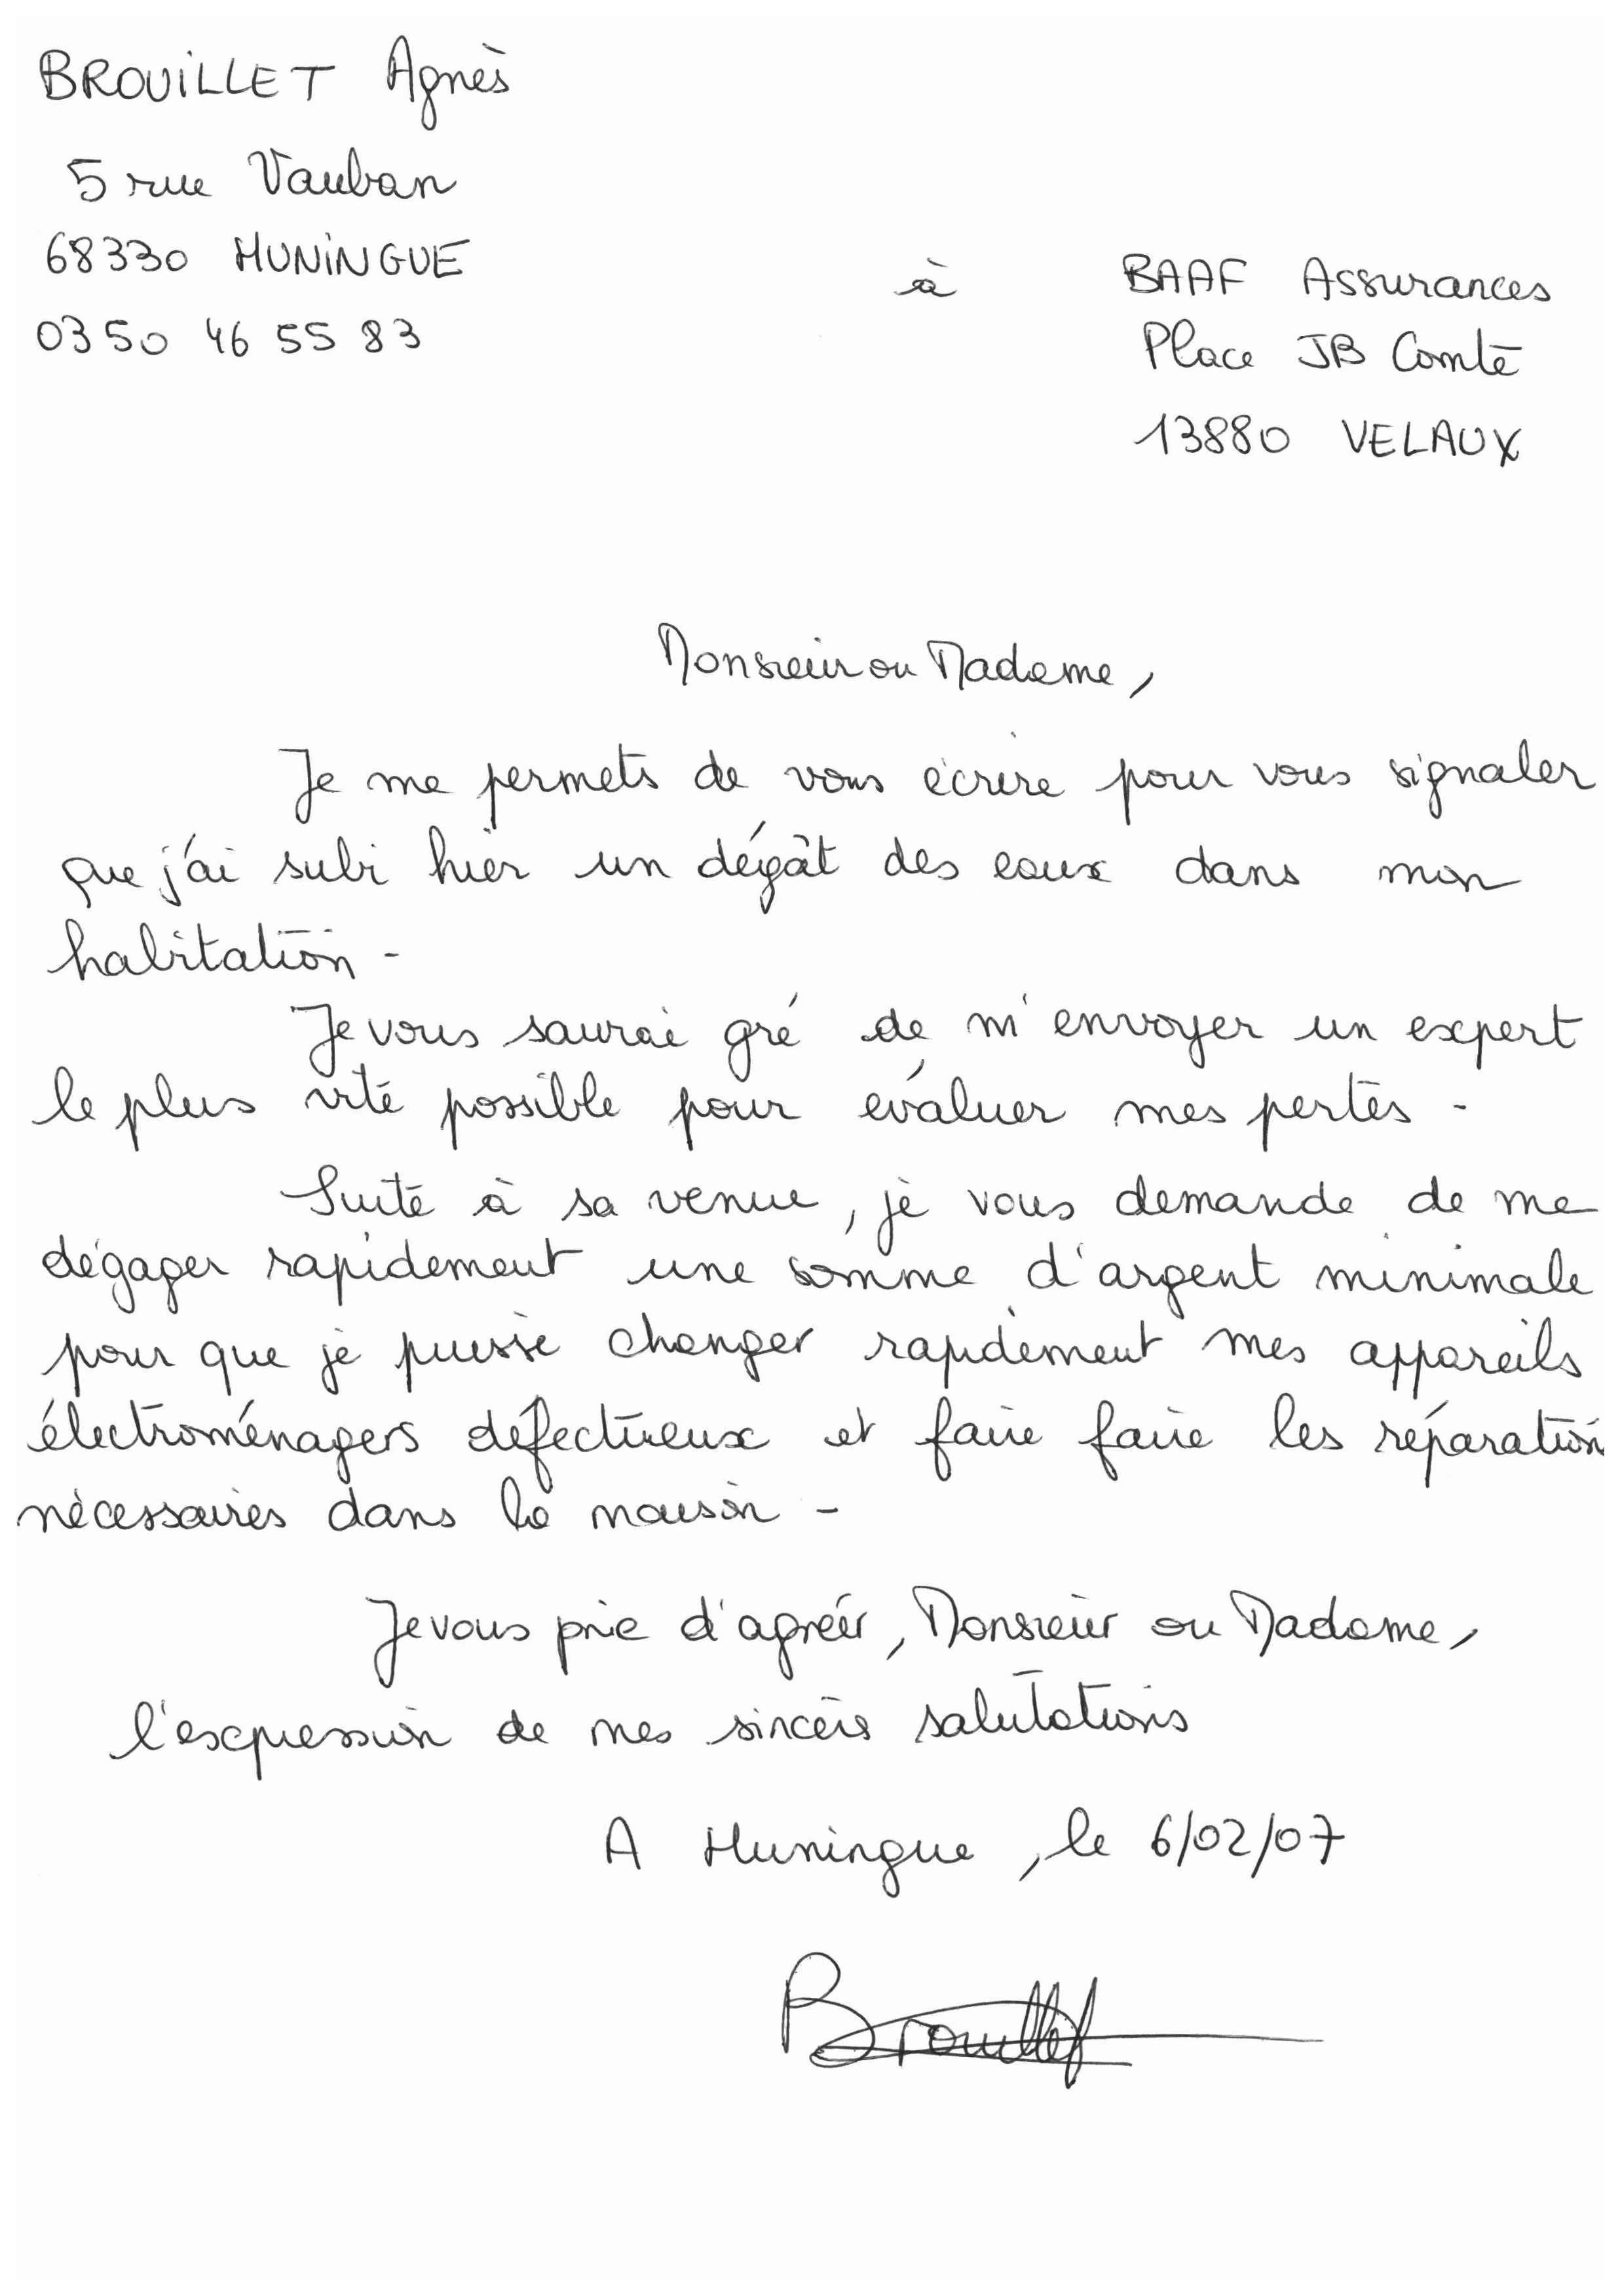 BROUILLET Agnès
5 rue Vauban
68330 HUNINGUE
03 50 46 55 83
à
BAAF Assurances
Place JB Comte
13880 VELAUX
Monsieur ou Madame,
Je me permets de vous écrire pour vous signaler
que j'ai subi hier un dégât des eaux dans mon
habitation -
Je vous saurai gré de m'envoyer un expert
le plus vite possible pour évaluer mes pertes -
Suite à sa venue, je vous demande de me
dégager rapidement une somme d'argent minimale
pour que je puisse changer rapidement mes appareils
électroménagers défectueux et faire faire les réparation
nécessaires dans la maison -
Je vous prie d'agréér, Monsieur ou Madame,
l'expression de mes sincères salutations
A Huningue, le 6/02/07
Brouillet